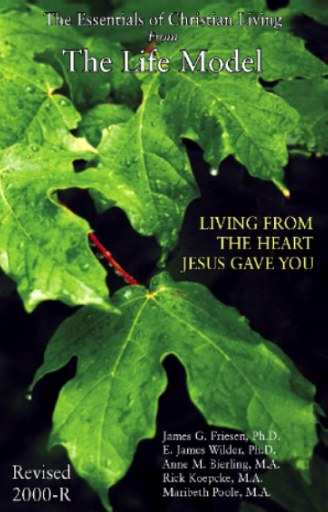 The Essentials of Christian Living
from
The Life Model
LIVING FROM
THE HEART
JESUS GAVE YOU
James G. Friesen, Ph.D.
E. James Wilder, Ph.D.
Anne M. Bierling, M.A.
Rick Koepcke, M.A.
Maribeth Poole, M.A.
Revised
2000-R